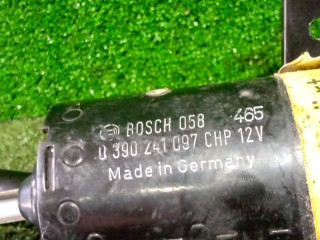 BOSCH 058 465
0 390 241 097 CHP 12V
Made in Germany